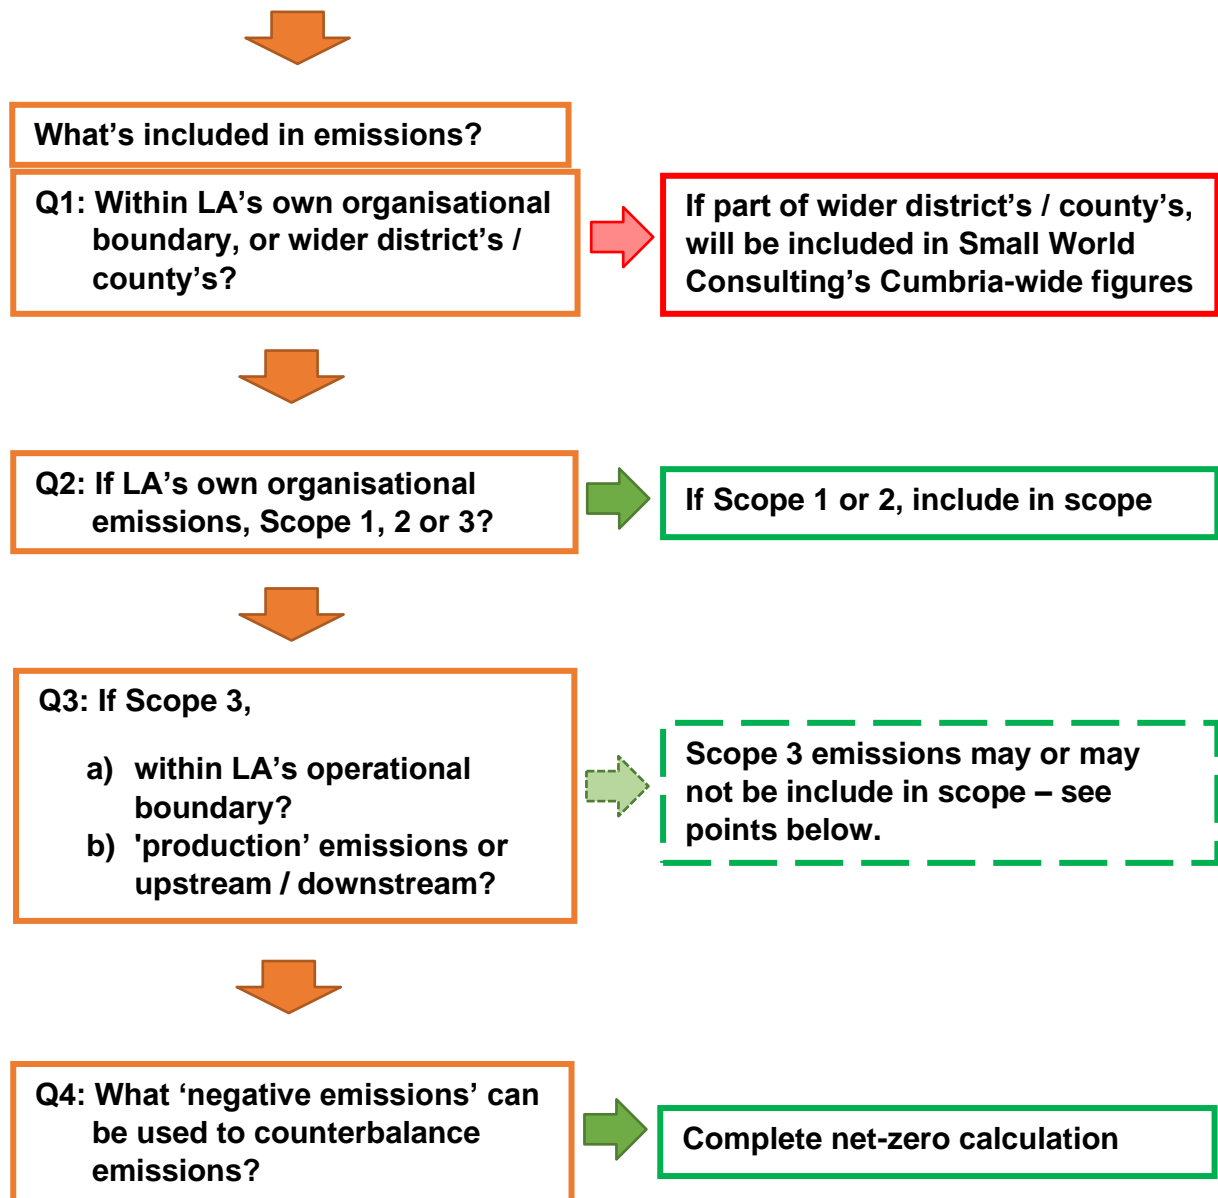 What’s included in emissions?
Q1: Within LA’s own organisational
boundary, or wider district’s /
county’s?
If part of wider district’s / county’s,
will be included in Small World
Consulting’s Cumbria-wide figures
Q2: If LA’s own organisational
emissions, Scope 1, 2 or 3?
If Scope 1 or 2, include in scope
Q3: If Scope 3,
a) within LA’s operational
boundary?
b) 'production’ emissions or
upstream / downstream?
Scope 3 emissions may or may
not be include in scope – see
points below.
Q4: What ‘negative emissions’ can
be used to counterbalance
emissions?
Complete net-zero calculation